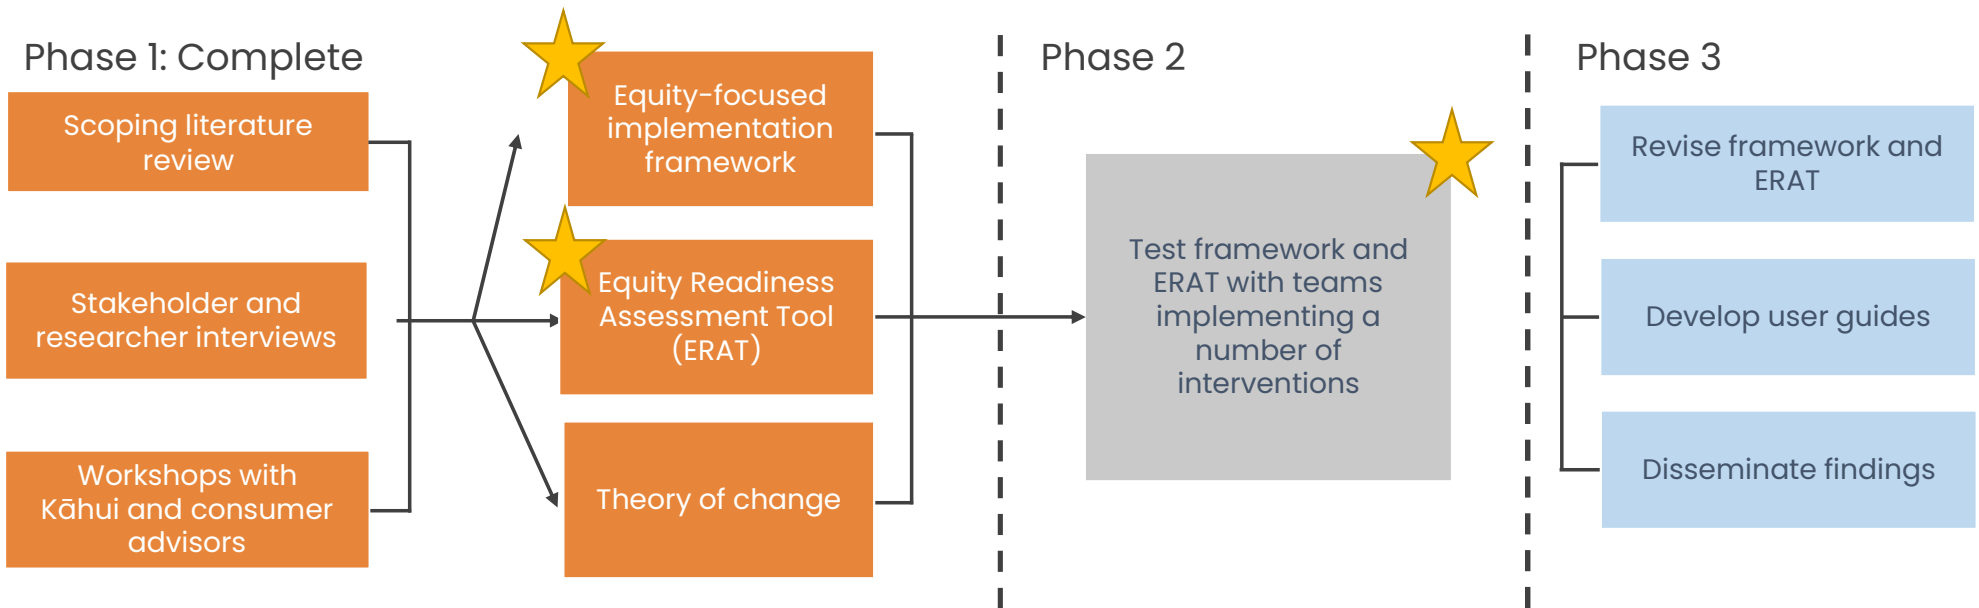 Phase 1: Complete
Scoping literature
review
Stakeholder and
researcher interviews
Workshops with
Kāhui and consumer
advisors
Equity-focused
implementation
framework
Equity Readiness
Assessment Tool
(ERAT)
Theory of change
Phase 2
Test framework and
ERAT with teams
implementing a
number of
interventions
Phase 3
Revise framework and
ERAT
Develop user guides
Disseminate findings